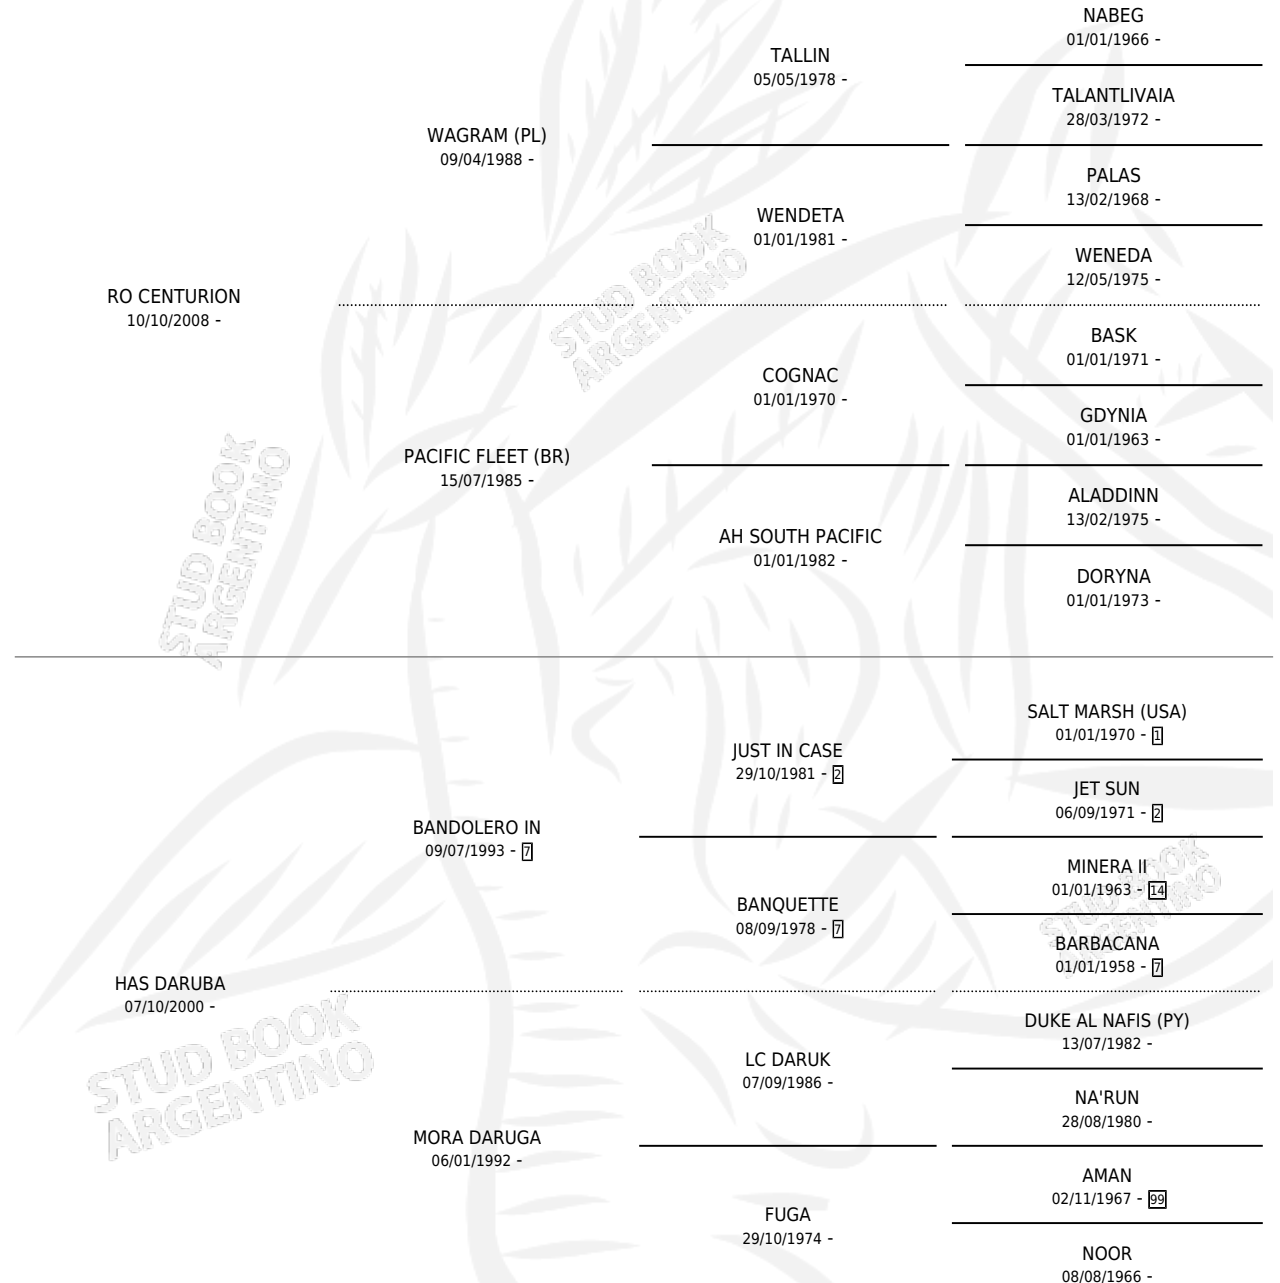 NABEG
01/01/1966 -
TALLIN
05/05/1978 -
TALANTLIVAIA
28/03/1972 -
WAGRAM (PL)
09/04/1988 -
PALAS
13/02/1968 -
WENDETA
01/01/1981 -
WENEDA
12/05/1975 -
RO CENTURION
10/10/2008 -
BASK
01/01/1971 -
COGNAC
01/01/1970 -
GDYNIA
01/01/1963 -
PACIFIC FLEET (BR)
15/07/1985 -
ALADDINN
13/02/1975 -
AH SOUTH PACIFIC
01/01/1982 -
DORYNA
01/01/1973 -
SALT MARSH (USA)
01/01/1970 - 1
JUST IN CASE
29/10/1981 - 2
JET SUN
06/09/1971 - 2
BANDOLERO IN
09/07/1993 - 7
MINERA II
01/01/1963 - 14
BANQUETTE
08/09/1978 - 7
BARBACANA
01/01/1958 - 7
HAS DARUBA
07/10/2000 -
DUKE AL NAFIS (PY)
13/07/1982 -
LC DARUK
07/09/1986 -
NA'RUN
28/08/1980 -
MORA DARUGA
06/01/1992 -
AMAN
02/11/1967 - 99
FUGA
29/10/1974 -
NOOR
08/08/1966 -
STUD BOOK
ARGENTINO
STUD BOOK
ARGENTINO
STUD BOOK
ARGENTINO
STUD BOOK
ARGENTINO